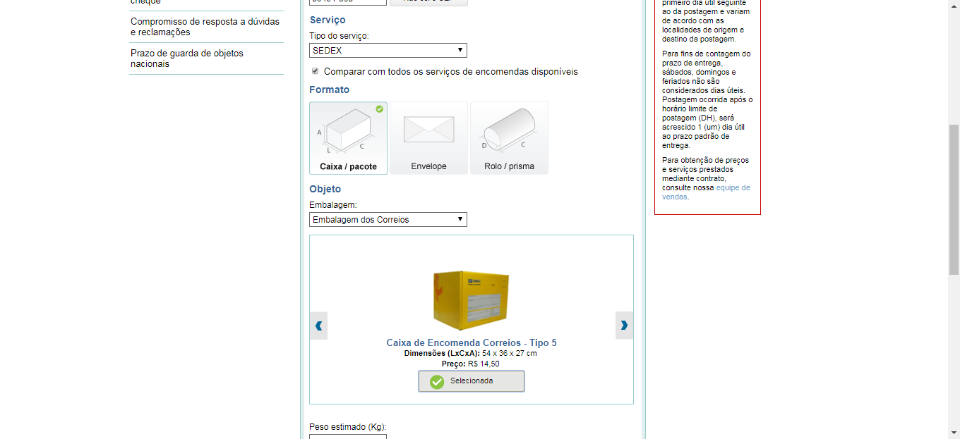 cheque
Compromisso de resposta a dúvidas
e reclamações
Prazo de guarda de objetos
nacionais
Serviço
Tipo do serviço:
SEDEX
Comparar com todos os serviços de encomendas disponíveis
Formato
A
L
C
Caixa / pacote
Envelope
D
C
Rolo / prisma
Objeto
Embalagem:
Embalagem dos Correios
Caixa de Encomenda Correios - Tipo 5
Dimensões (LxCxA): 54 x 36 x 27 cm
Preço: R$ 14,50
Selecionada
Peso estimado (Kg):
primeiro dia útil seguinte
ao da postagem e variam
de acordo com as
localidades de origem e
destino da postagem.
Para fins de contagem do
prazo de entrega,
sábados, domingos e
feriados não são
considerados dias úteis.
Postagem ocorrida após o
horário limite de
postagem (DH), será
acrescido 1 (um) dia útil
ao prazo padrão de
entrega.
Para obtenção de preços
e serviços prestados
mediante contrato,
consulte nossa equipe de
vendas.